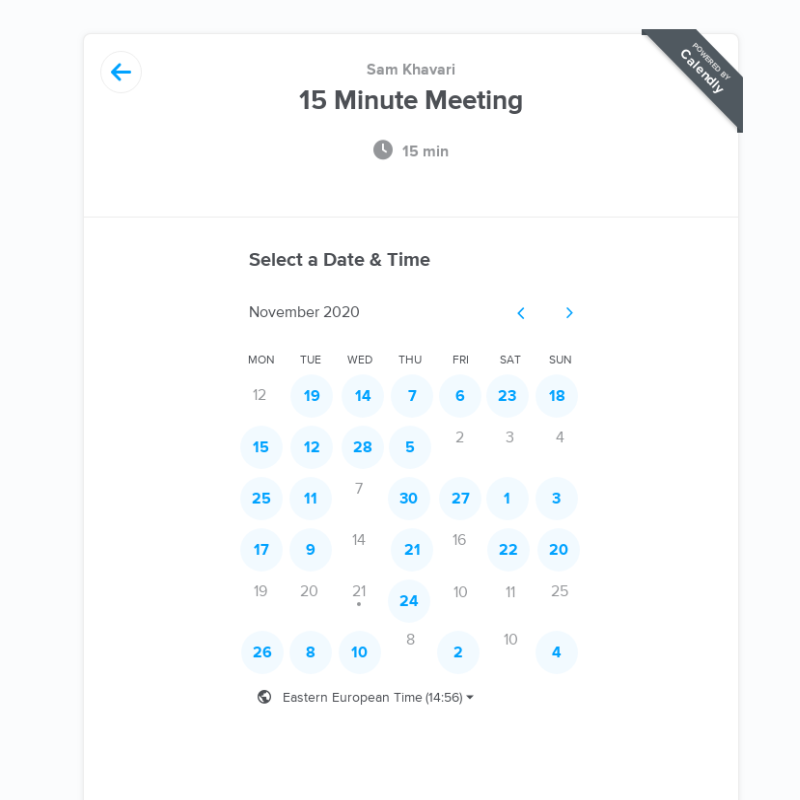 Sam Khavari
POWERED BY
Calendly
15 Minute Meeting
15 min
Select a Date & Time
November 2020
MON TUE WED THU FRI SAT SUN
12 19 14 7 6 23 18
15 12 28 5 2 3 4
25 11 7 30 27 1 3
17 9 14 21 16 22 20
19 20 21 24 10 11 25
26 8 10 8 2 10 4
Eastern European Time (14:56)